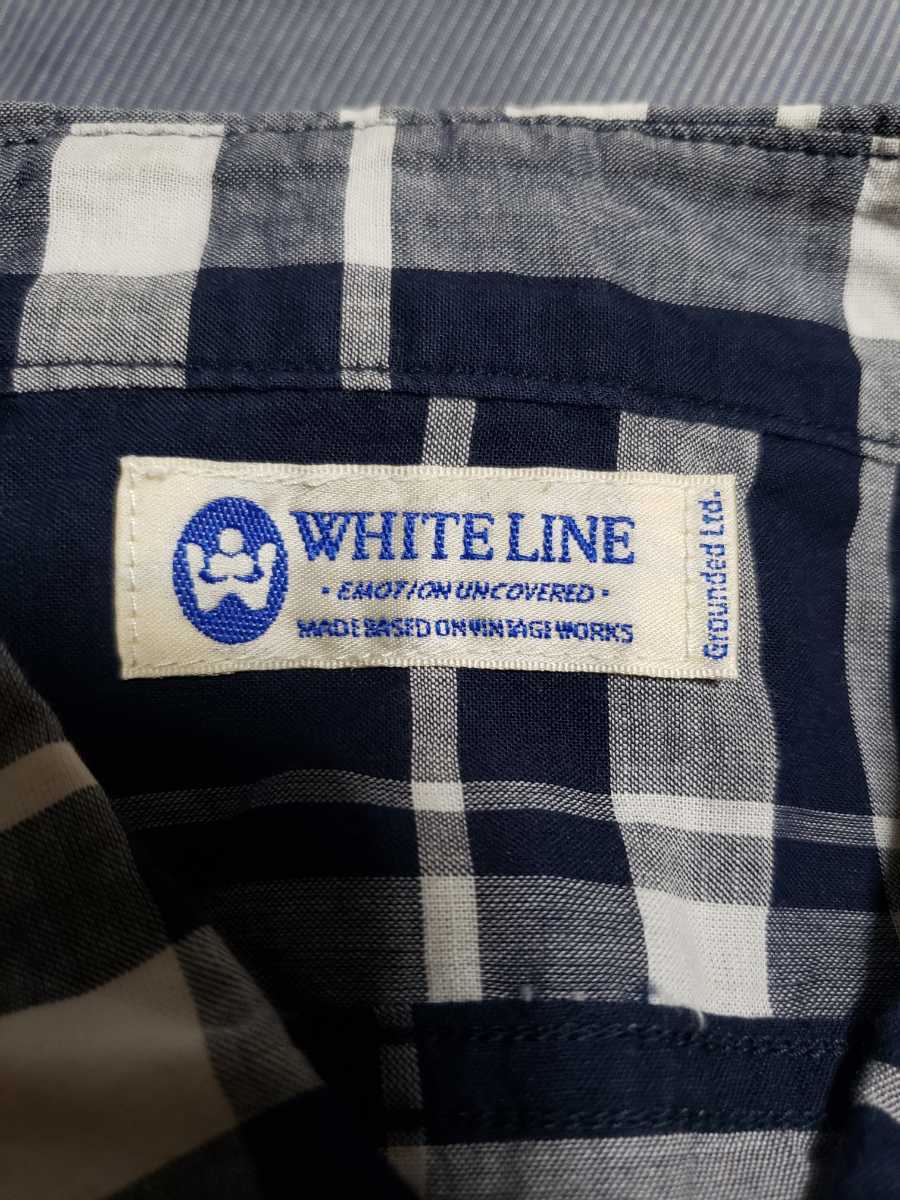 WHITE LINE
• EMOTION UNCOVERED •
MADE BASED ON VINTAGE WORKS
Grounded Ltd.